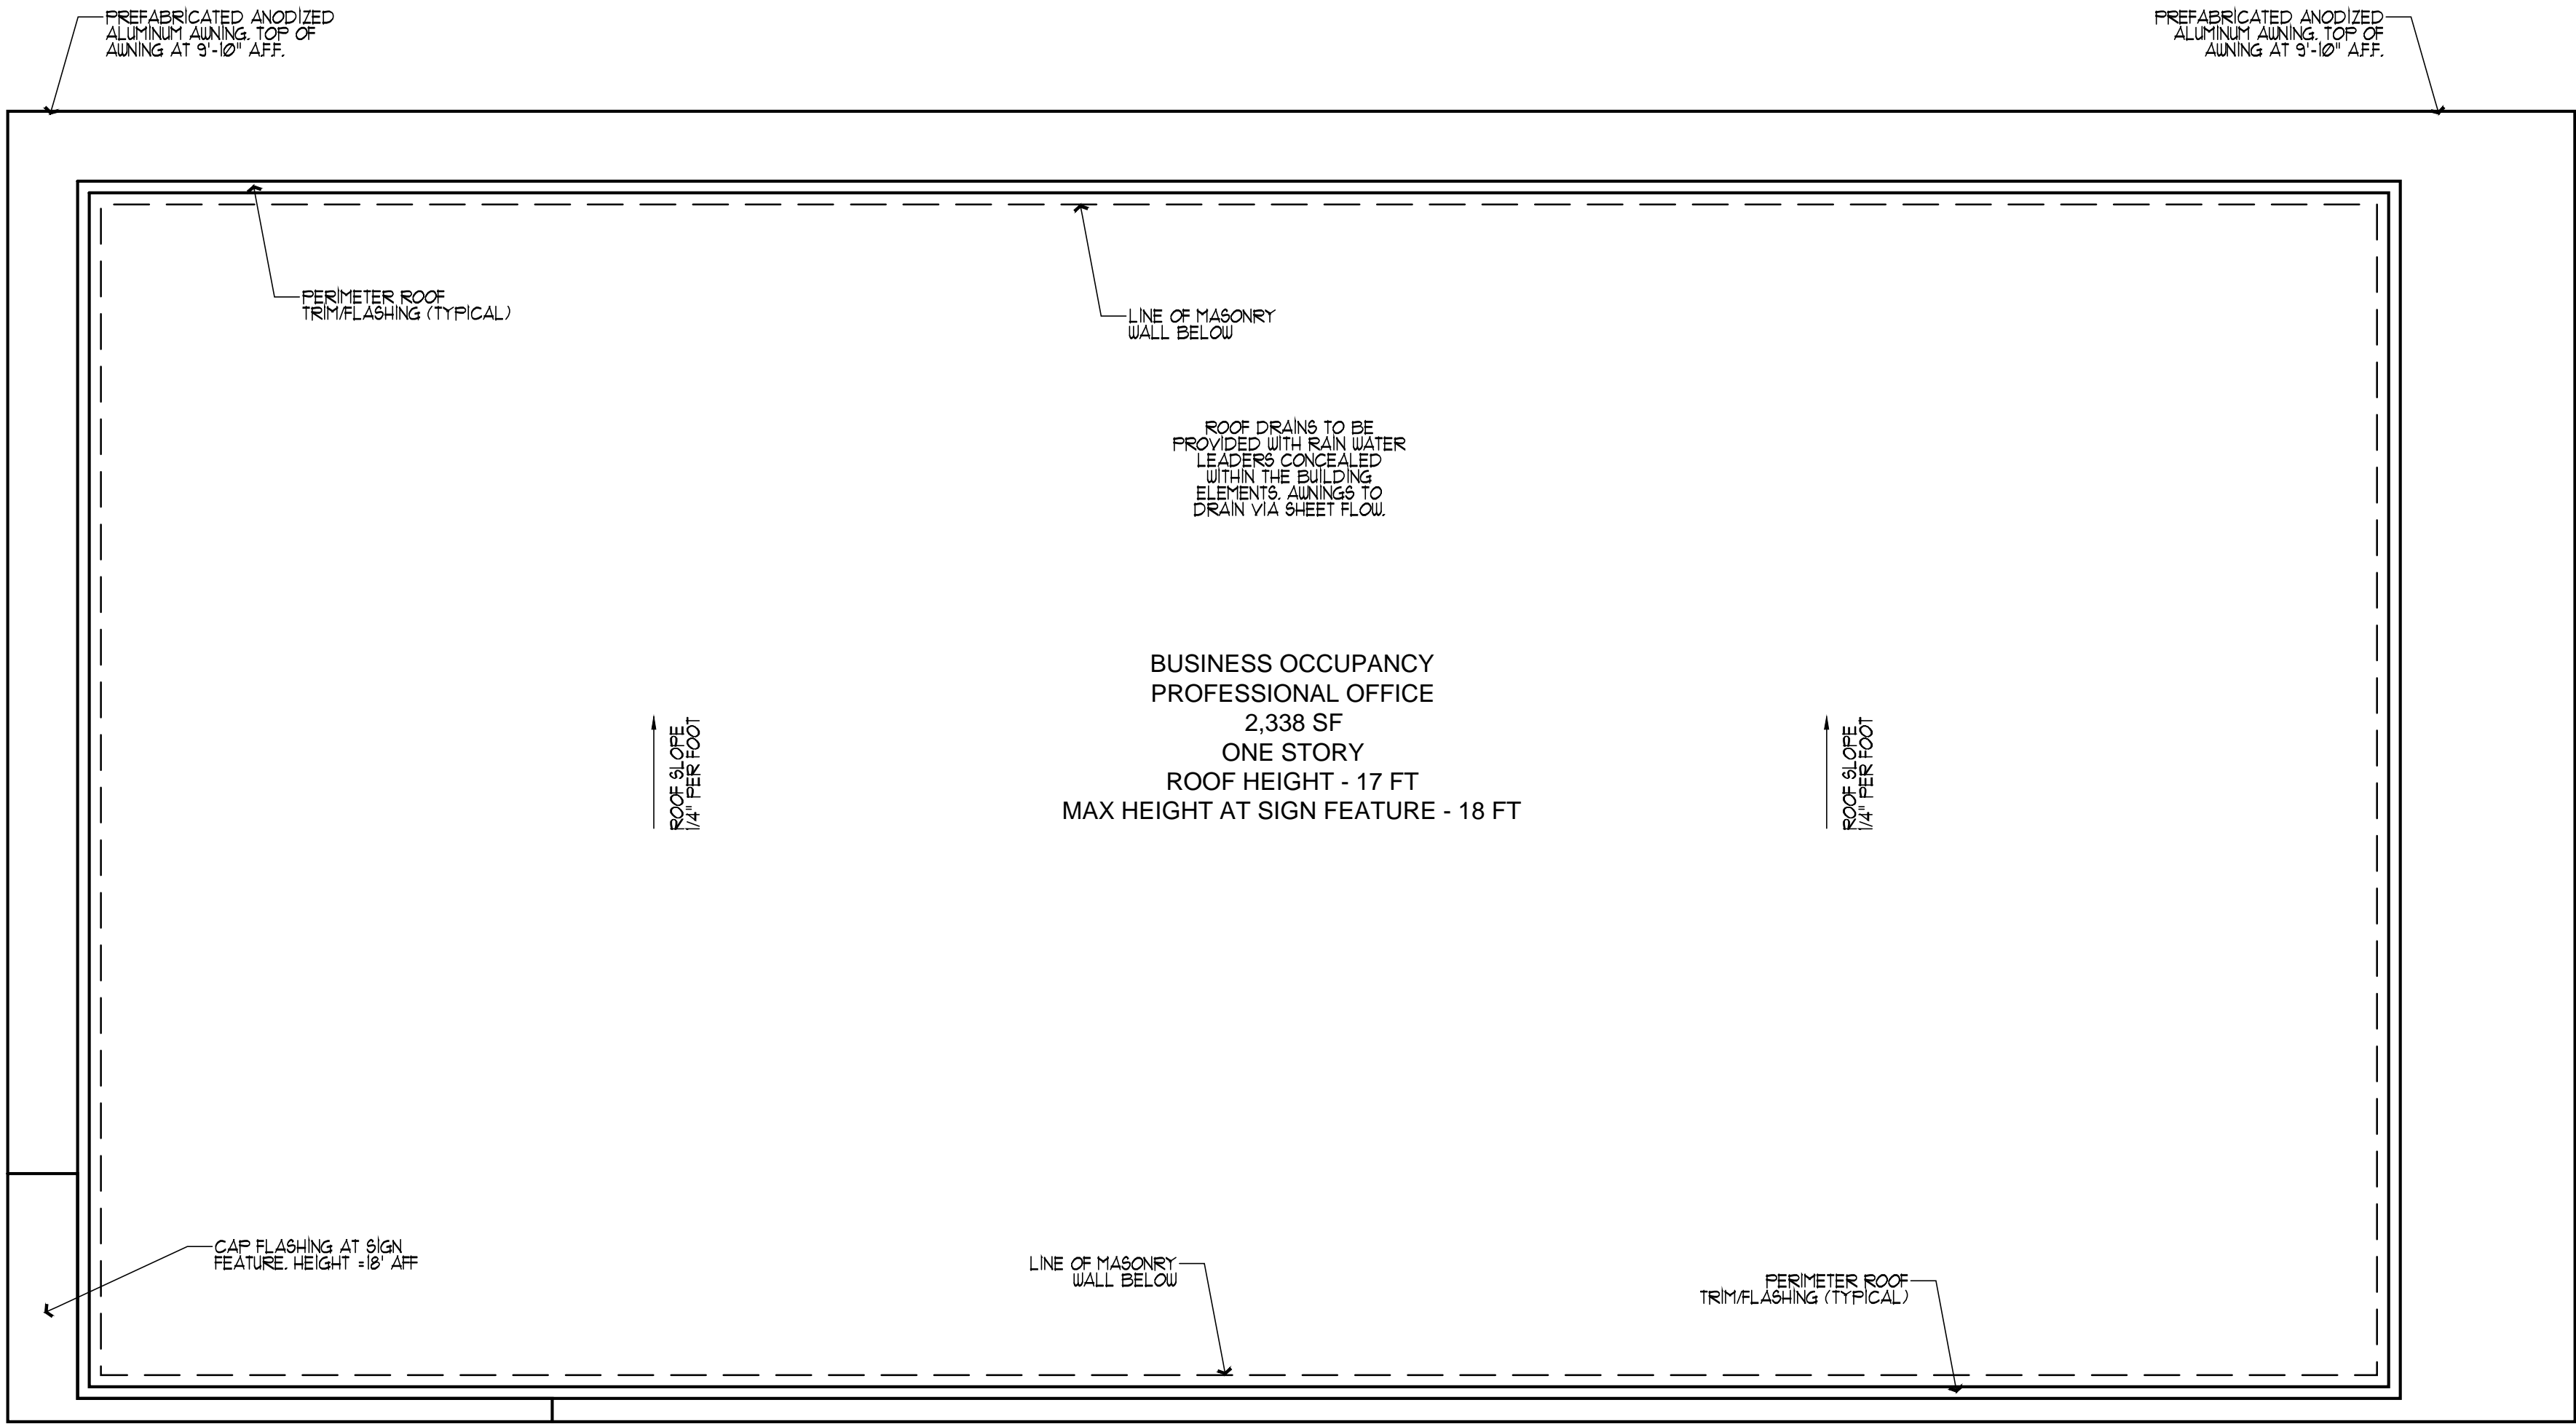 PREFABRICATED ANODIZED
ALUMINUM AWNING. TOP OF
AWNING AT 9'-10" A.F.F.
PREFABRICATED ANODIZED
ALUMINUM AWNING. TOP OF
AWNING AT 9'-10" A.F.F.
PERIMETER ROOF
TRIM/FLASHING (TYPICAL)
LINE OF MASONRY
WALL BELOW
ROOF DRAINS TO BE
PROVIDED WITH RAIN WATER
LEADERS CONCEALED
WITHIN THE BUILDING
ELEMENTS. AWNINGS TO
DRAIN VIA SHEET FLOW.
BUSINESS OCCUPANCY
PROFESSIONAL OFFICE
2,338 SF
ONE STORY
ROOF HEIGHT - 17 FT
MAX HEIGHT AT SIGN FEATURE - 18 FT
ROOF SLOPE
1/4" PER FOOT
ROOF SLOPE
1/4" PER FOOT
CAP FLASHING AT SIGN
FEATURE. HEIGHT =18' AFF
LINE OF MASONRY
WALL BELOW
PERIMETER ROOF
TRIM/FLASHING (TYPICAL)